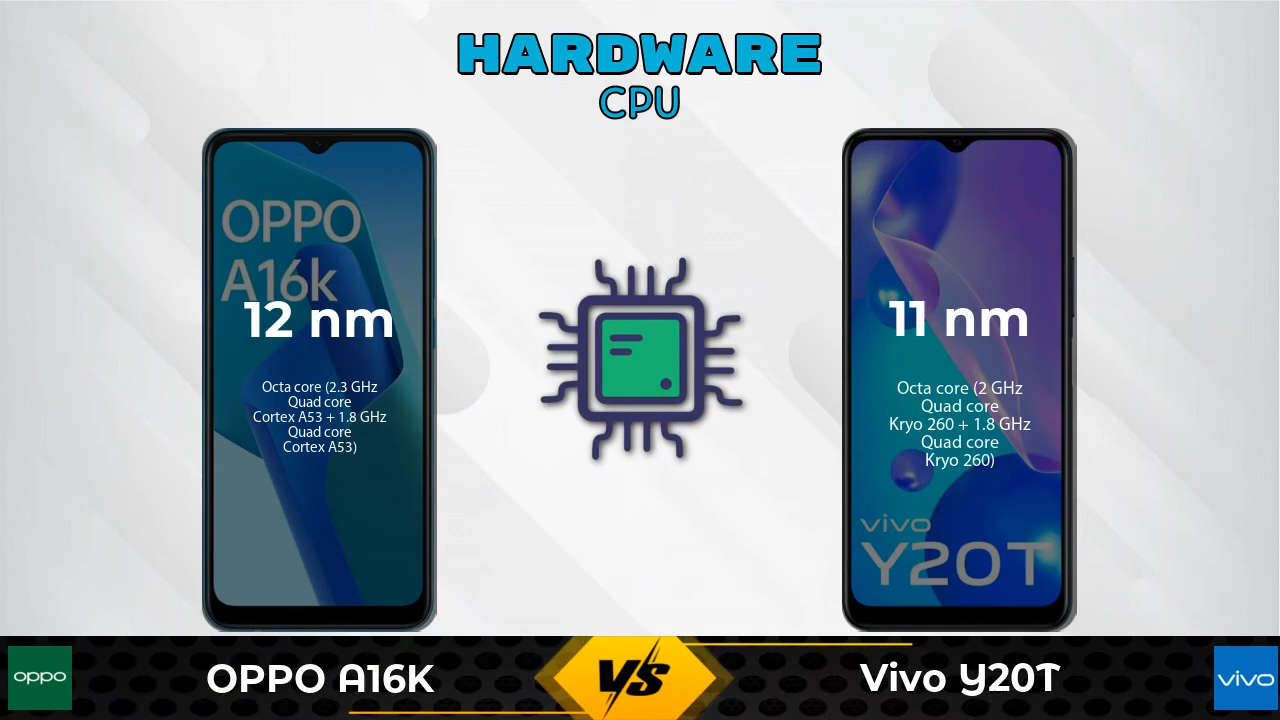 HARDWARE
CPU
OPPO
A16k
12 nm
Octa core (2.3 GHz
Quad core
Cortex A53 + 1.8 GHz
Quad core
Cortex A53)
11 nm
Octa core (2 GHz
Quad core
Kryo 260 + 1.8 GHz
Quad core
Kryo 260)
vivo
Y20T
oppo
OPPO A16K
VS
Vivo Y20T
vivo